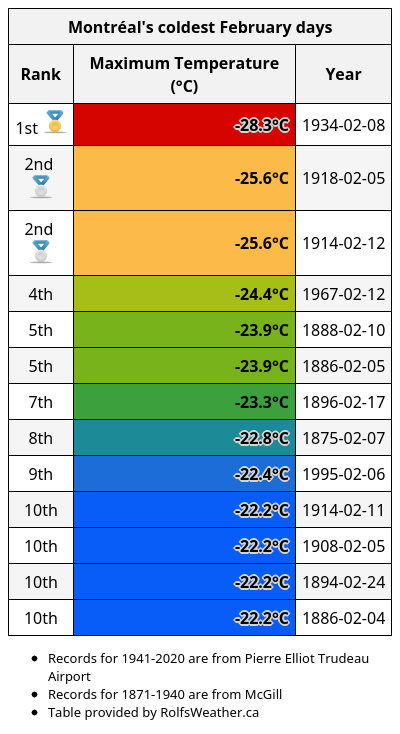 Montréal's coldest February days
Rank Maximum Temperature (°C) Year
1st -28.3°C 1934-02-08
2nd -25.6°C 1918-02-05
2nd -25.6°C 1914-02-12
4th -24.4°C 1967-02-12
5th -23.9°C 1888-02-10
5th -23.9°C 1886-02-05
7th -23.3°C 1896-02-17
8th -22.8°C 1875-02-07
9th -22.4°C 1995-02-06
10th -22.2°C 1914-02-11
10th -22.2°C 1908-02-05
10th -22.2°C 1894-02-24
10th -22.2°C 1886-02-04
Records for 1941-2020 are from Pierre Elliot Trudeau
Airport
Records for 1871-1940 are from McGill
Table provided by RolfsWeather.ca